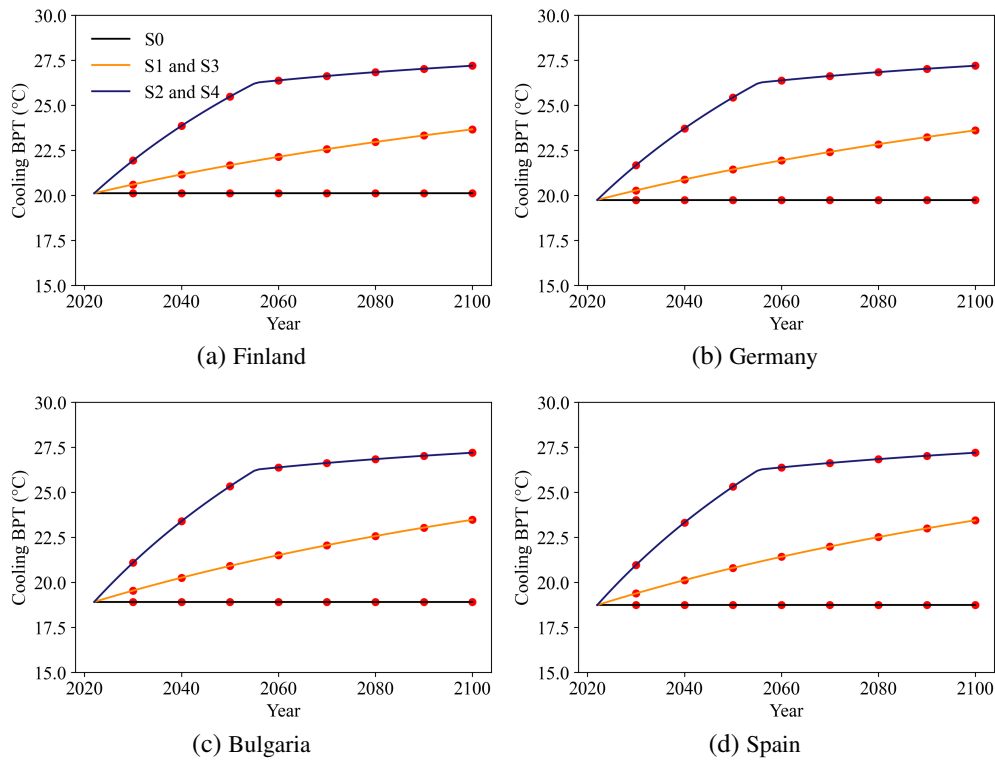 30.0
27.5
25.0
22.5
20.0
17.5
15.0
Cooling BPT (°C)
S0
S1 and S3
S2 and S4
2020 2040 2060 2080 2100
Year
(a) Finland
30.0
27.5
25.0
22.5
20.0
17.5
15.0
Cooling BPT (°C)
2020 2040 2060 2080 2100
Year
(b) Germany
30.0
27.5
25.0
22.5
20.0
17.5
15.0
Cooling BPT (°C)
2020 2040 2060 2080 2100
Year
(c) Bulgaria
30.0
27.5
25.0
22.5
20.0
17.5
15.0
Cooling BPT (°C)
2020 2040 2060 2080 2100
Year
(d) Spain